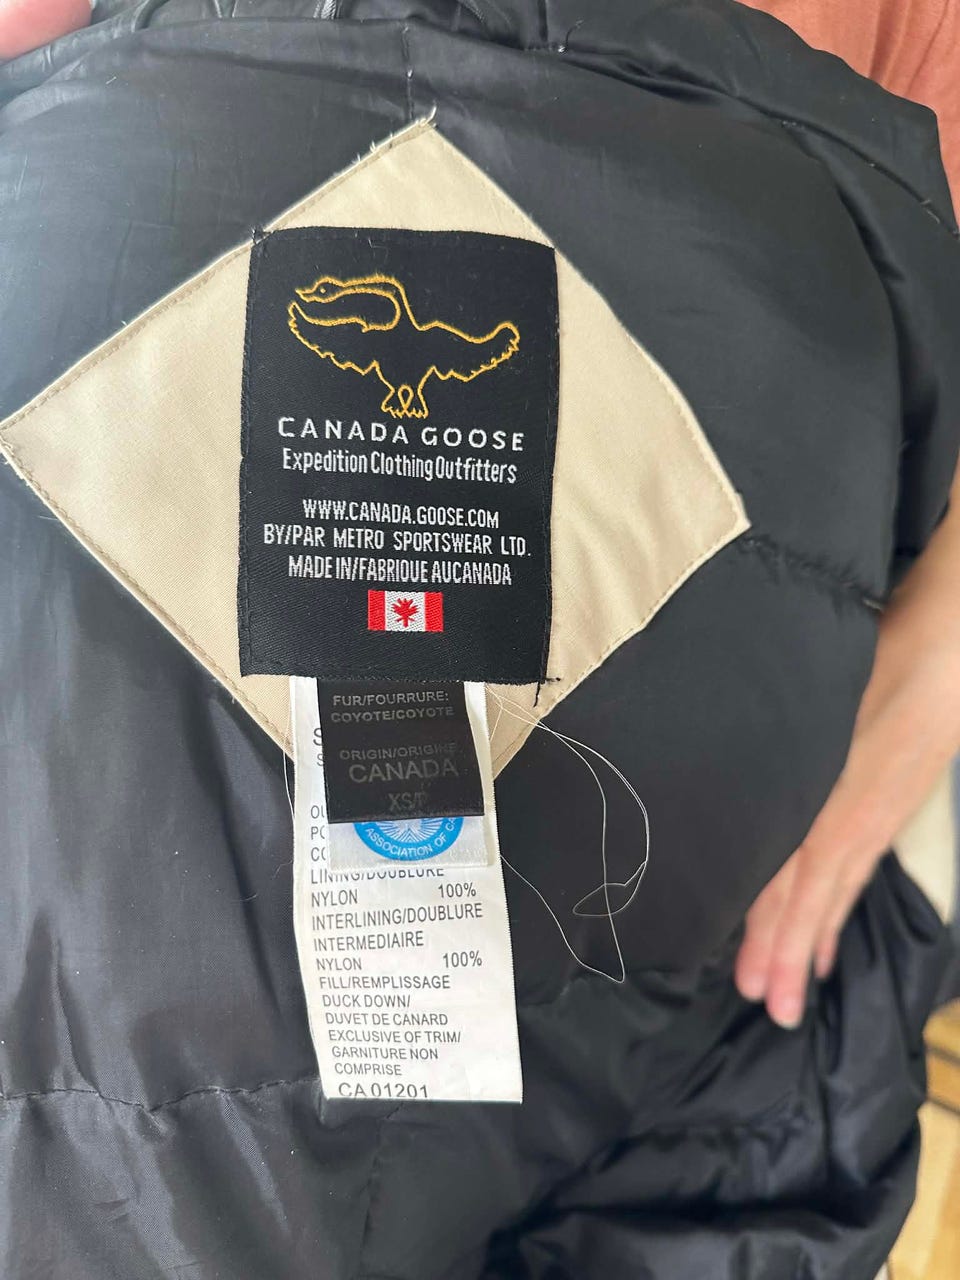 CANADA GOOSE
Expedition Clothing Outfitters
WWW.CANADA.GOOSE.COM
BY/PAR METRO SPORTSWEAR LTD.
MADE IN/FABRIQUE AUCANADA
FUR/FOURRURE:
COYOTE/COYOTE
ORIGIN/ORIGINE:
CANADA
XS/P
ASSOCIATION OF
LINING/DOUBLURE
NYLON 100%
INTERLINING/DOUBLURE
INTERMEDIAIRE
NYLON 100%
FILL/REMPLISSAGE
DUCK DOWN/
DUVET DE CANARD
EXCLUSIVE OF TRIM/
GARNITURE NON
COMPRISE
CA 01201